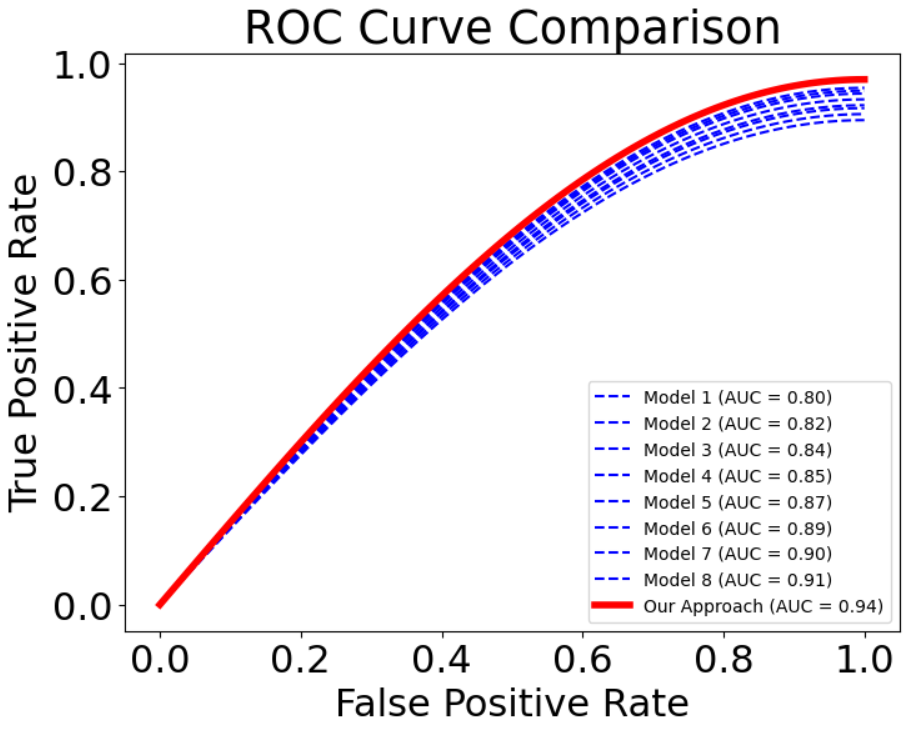 ROC Curve Comparison
True Positive Rate
1.0
0.8
0.6
0.4
0.2
0.0
Model 1 (AUC = 0.80)
Model 2 (AUC = 0.82)
Model 3 (AUC = 0.84)
Model 4 (AUC = 0.85)
Model 5 (AUC = 0.87)
Model 6 (AUC = 0.89)
Model 7 (AUC = 0.90)
Model 8 (AUC = 0.91)
Our Approach (AUC = 0.94)
0.0 0.2 0.4 0.6 0.8 1.0
False Positive Rate